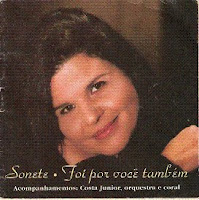 Sonete • Foi por você também
Acompanhamentos: Costa Junior, orquestra e coral